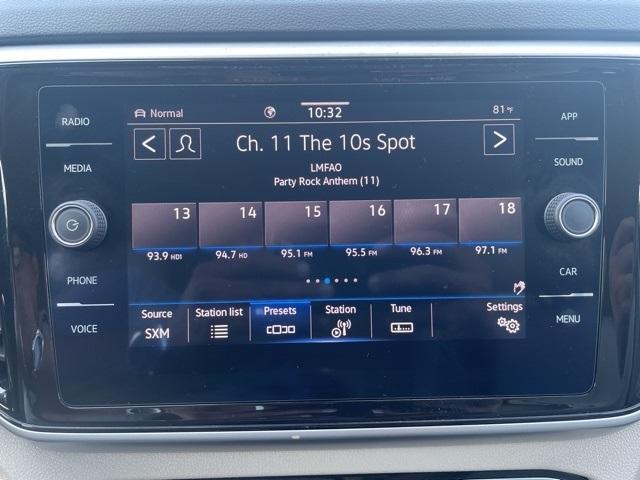 RADIO
MEDIA
PHONE
VOICE
Normal
10:32
81°F
Ch. 11 The 10s Spot
LMFAO
Party Rock Anthem (11)
13 14 15 16 17 18
93.9 HD1 94.7 HD 95.1 FM 95.5 FM 96.3 FM 97.1 FM
Source Station list Presets Station Tune Settings
SXM
APP
SOUND
CAR
MENU